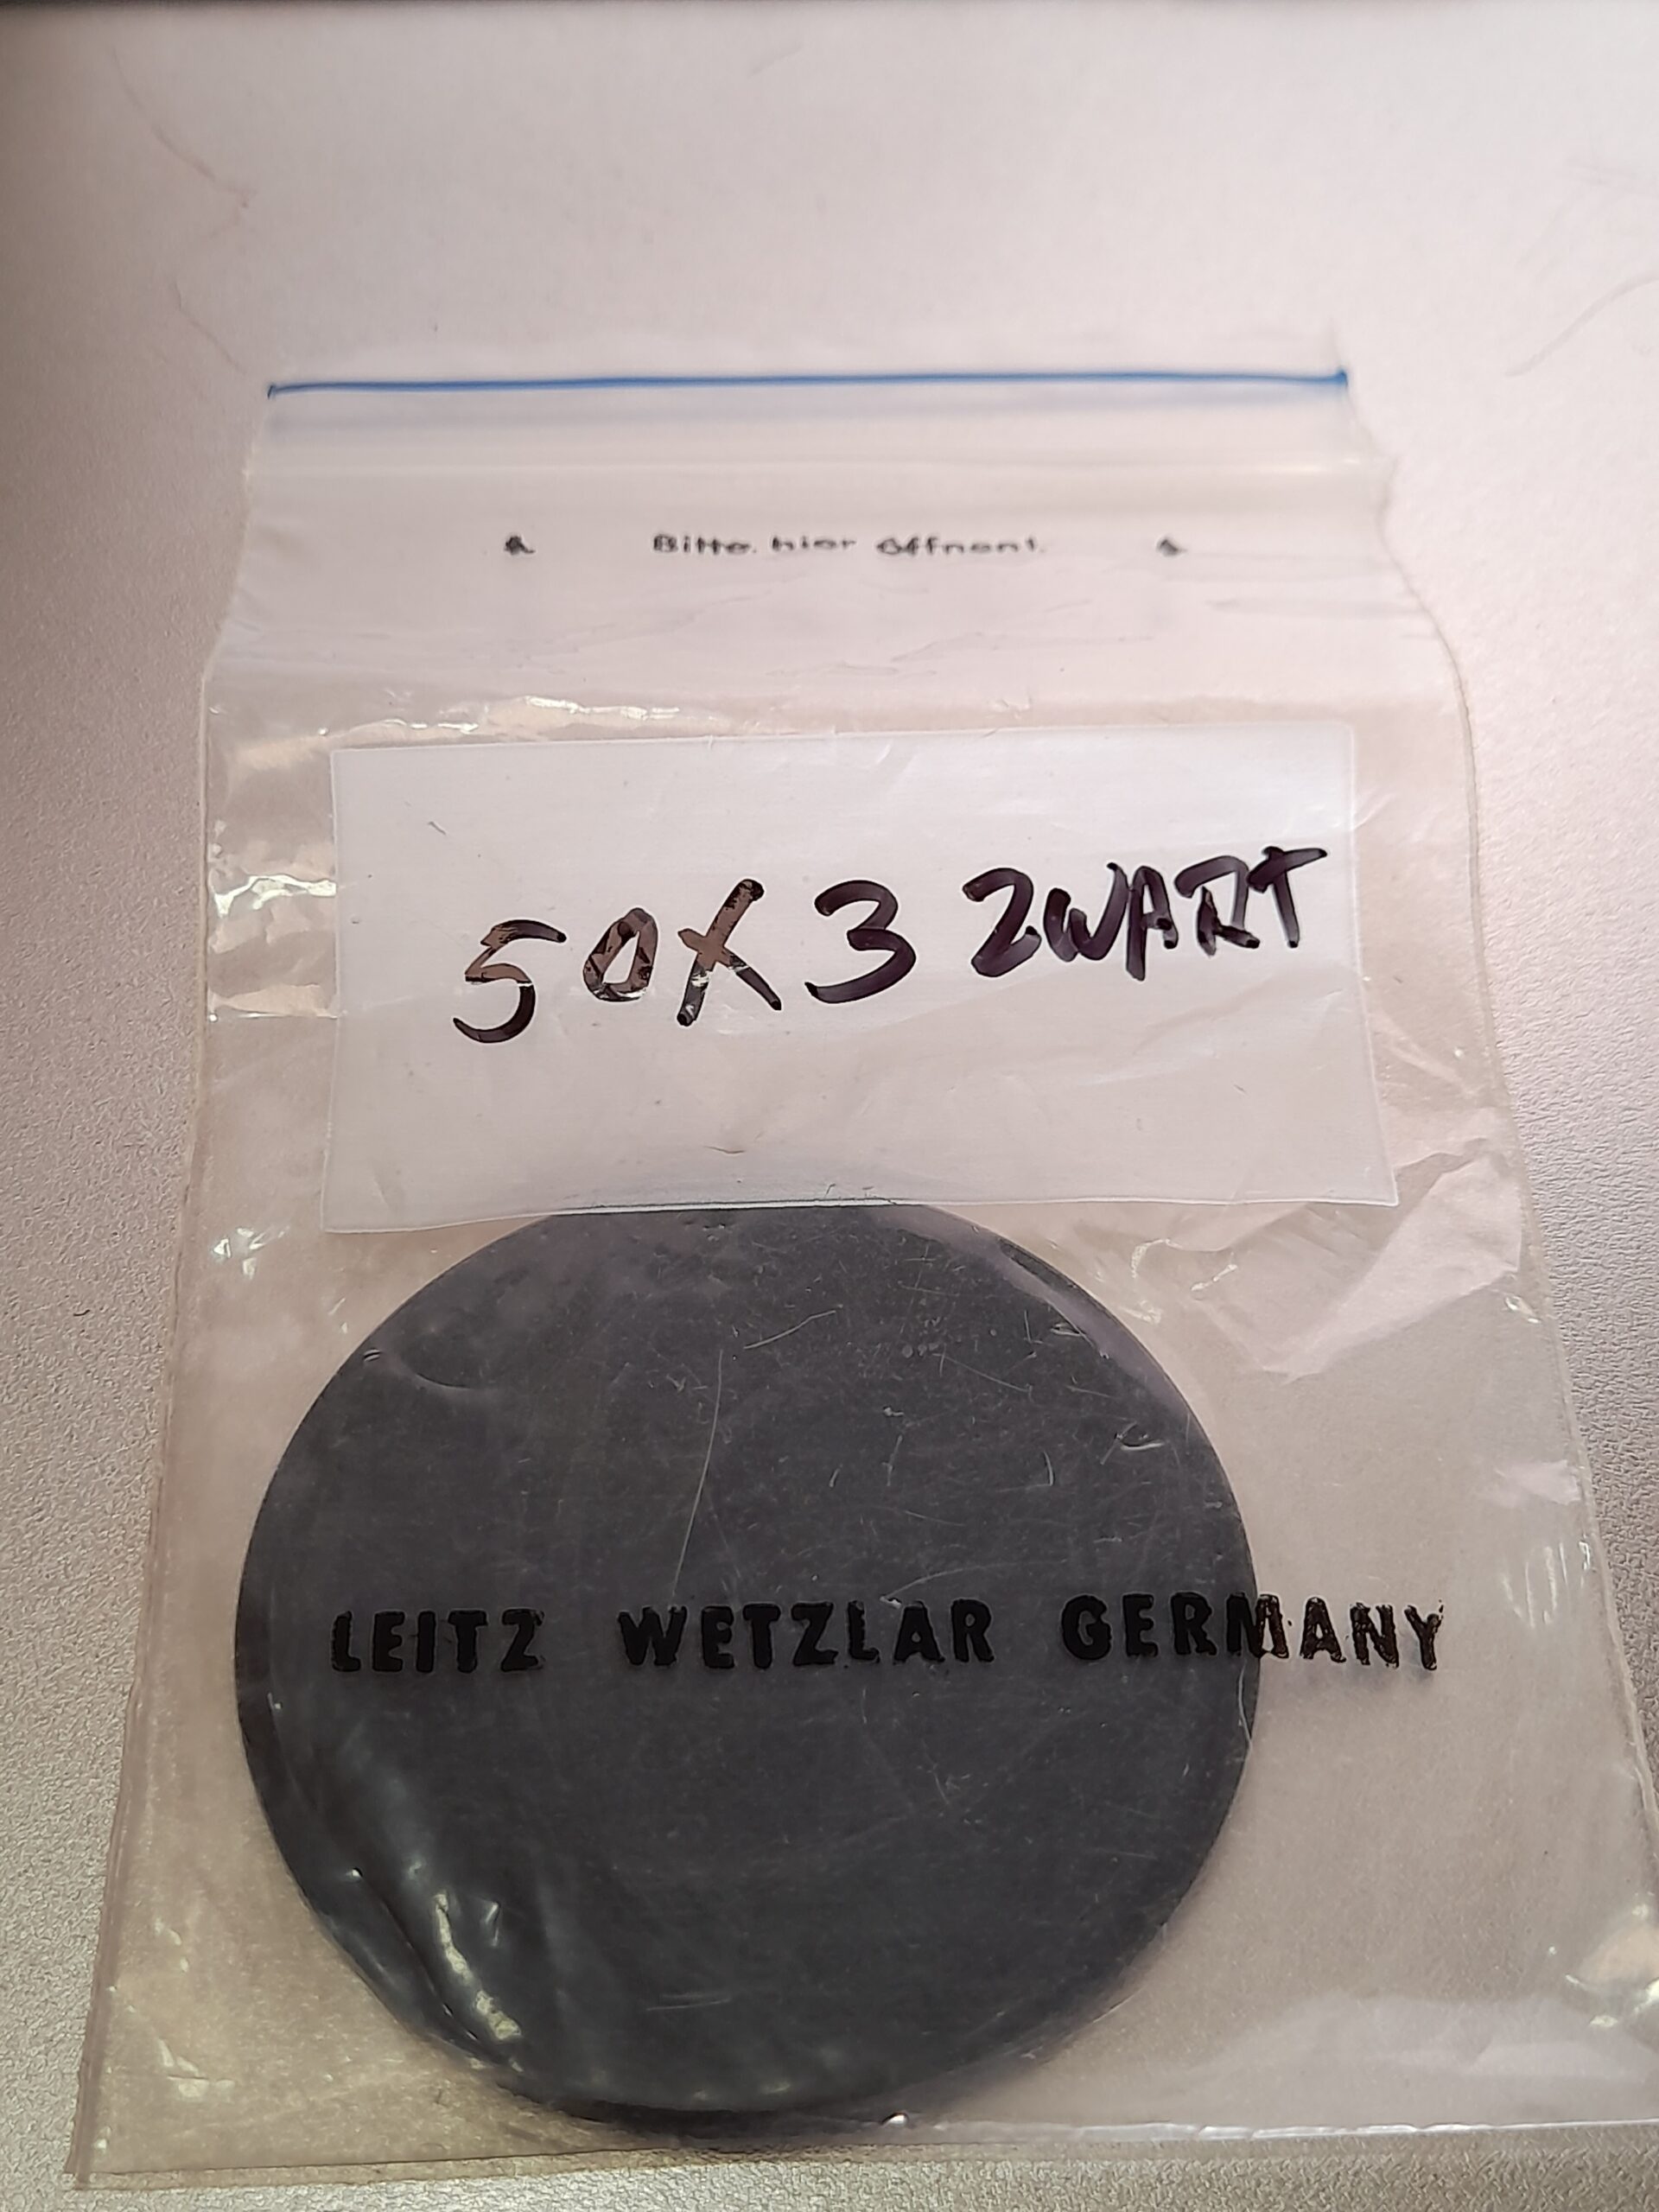 Bitte hier öffnen!
50X3 ZWART
LEITZ WETZLAR GERMANY